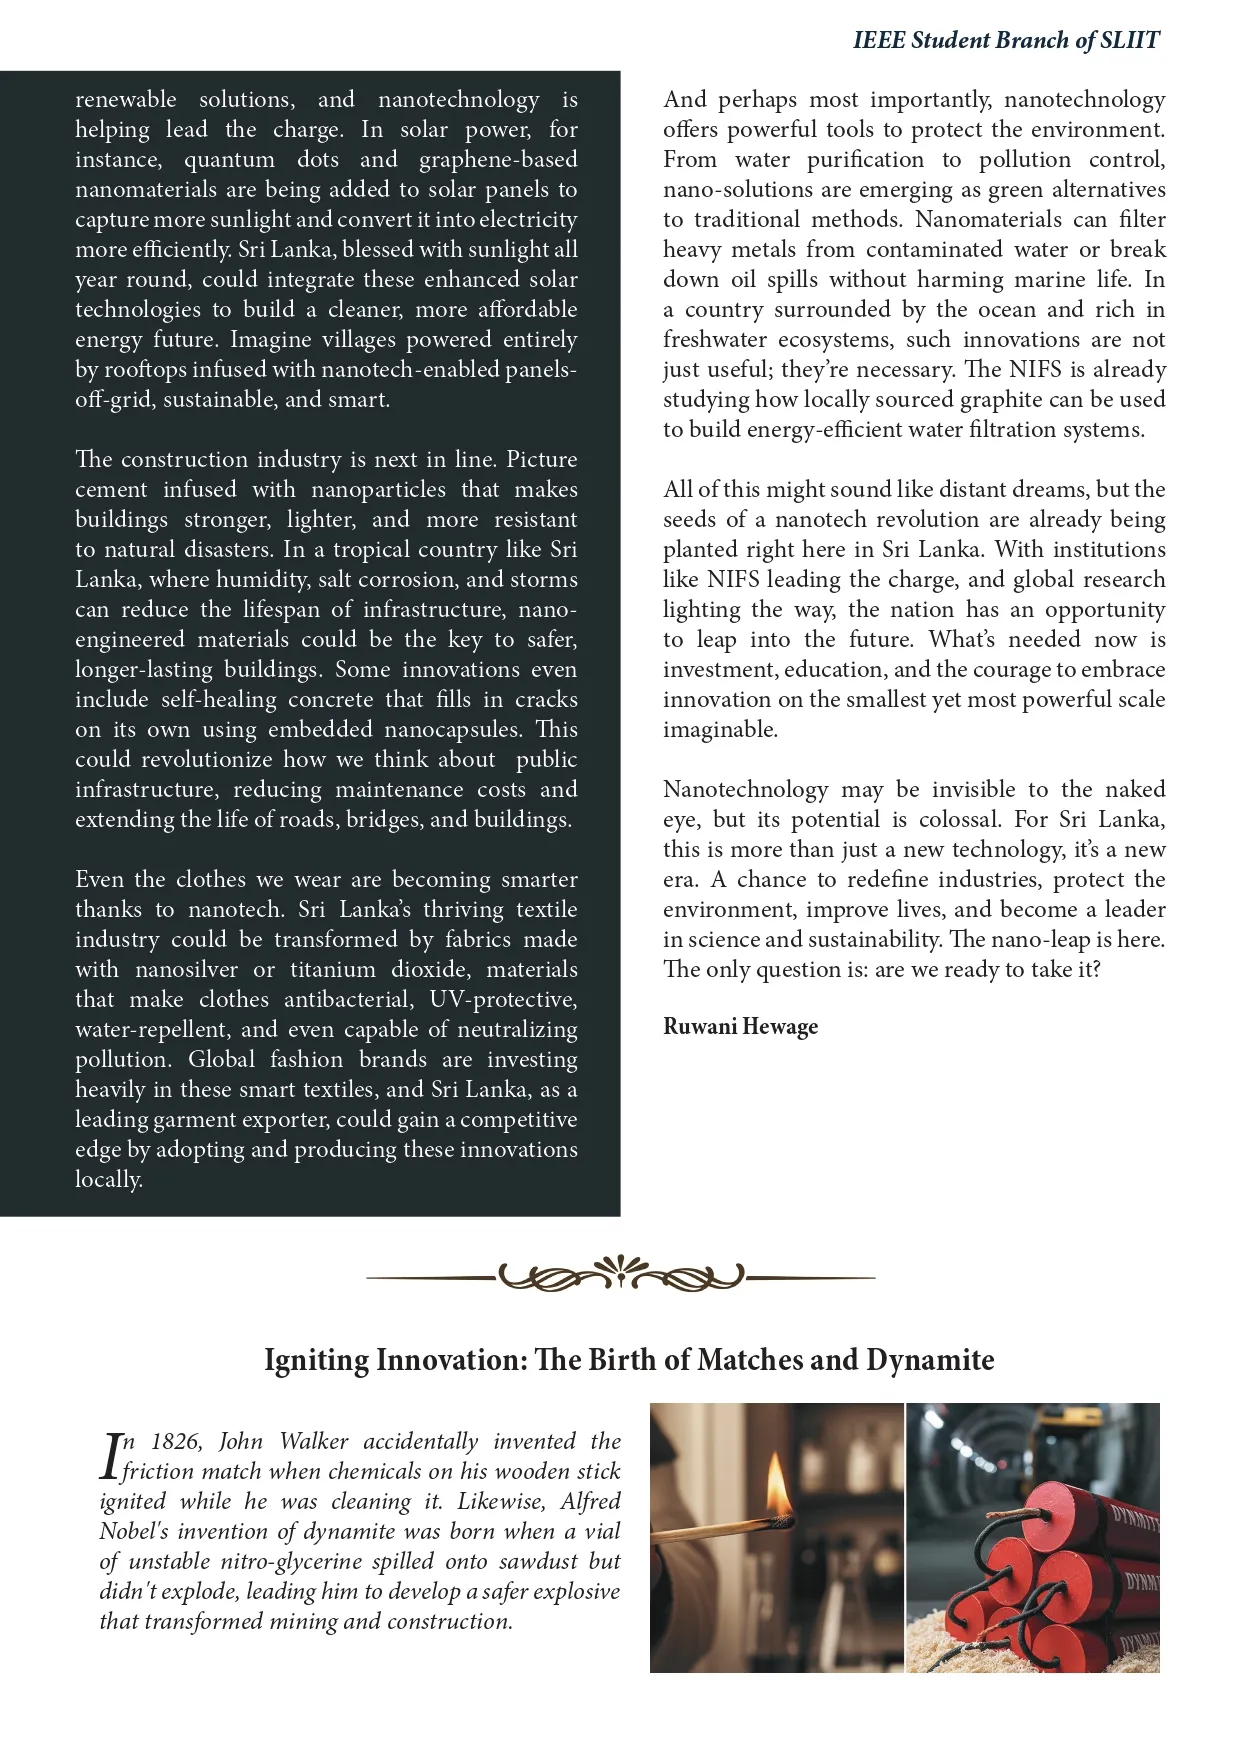 IEEE Student Branch of SLIIT
renewable solutions, and nanotechnology is
helping lead the charge. In solar power, for
instance, quantum dots and graphene-based
nanomaterials are being added to solar panels to
capture more sunlight and convert it into electricity
more efficiently. Sri Lanka, blessed with sunlight all
year round, could integrate these enhanced solar
technologies to build a cleaner, more affordable
energy future. Imagine villages powered entirely
by rooftops infused with nanotech-enabled panels-
off-grid, sustainable, and smart.
The construction industry is next in line. Picture
cement infused with nanoparticles that makes
buildings stronger, lighter, and more resistant
to natural disasters. In a tropical country like Sri
Lanka, where humidity, salt corrosion, and storms
can reduce the lifespan of infrastructure, nano-
engineered materials could be the key to safer,
longer-lasting buildings. Some innovations even
include self-healing concrete that fills in cracks
on its own using embedded nanocapsules. This
could revolutionize how we think about public
infrastructure, reducing maintenance costs and
extending the life of roads, bridges, and buildings.
Even the clothes we wear are becoming smarter
thanks to nanotech. Sri Lanka’s thriving textile
industry could be transformed by fabrics made
with nanosilver or titanium dioxide, materials
that make clothes antibacterial, UV-protective,
water-repellent, and even capable of neutralizing
pollution. Global fashion brands are investing
heavily in these smart textiles, and Sri Lanka, as a
leading garment exporter, could gain a competitive
edge by adopting and producing these innovations
locally.
And perhaps most importantly, nanotechnology
offers powerful tools to protect the environment.
From water purification to pollution control,
nano-solutions are emerging as green alternatives
to traditional methods. Nanomaterials can filter
heavy metals from contaminated water or break
down oil spills without harming marine life. In
a country surrounded by the ocean and rich in
freshwater ecosystems, such innovations are not
just useful; they’re necessary. The NIFS is already
studying how locally sourced graphite can be used
to build energy-efficient water filtration systems.
All of this might sound like distant dreams, but the
seeds of a nanotech revolution are already being
planted right here in Sri Lanka. With institutions
like NIFS leading the charge, and global research
lighting the way, the nation has an opportunity
to leap into the future. What’s needed now is
investment, education, and the courage to embrace
innovation on the smallest yet most powerful scale
imaginable.
Nanotechnology may be invisible to the naked
eye, but its potential is colossal. For Sri Lanka,
this is more than just a new technology, it’s a new
era. A chance to redefine industries, protect the
environment, improve lives, and become a leader
in science and sustainability. The nano-leap is here.
The only question is: are we ready to take it?
Ruwani Hewage
Igniting Innovation: The Birth of Matches and Dynamite
In 1826, John Walker accidentally invented the
friction match when chemicals on his wooden stick
ignited while he was cleaning it. Likewise, Alfred
Nobel's invention of dynamite was born when a vial
of unstable nitro-glycerine spilled onto sawdust but
didn't explode, leading him to develop a safer explosive
that transformed mining and construction.